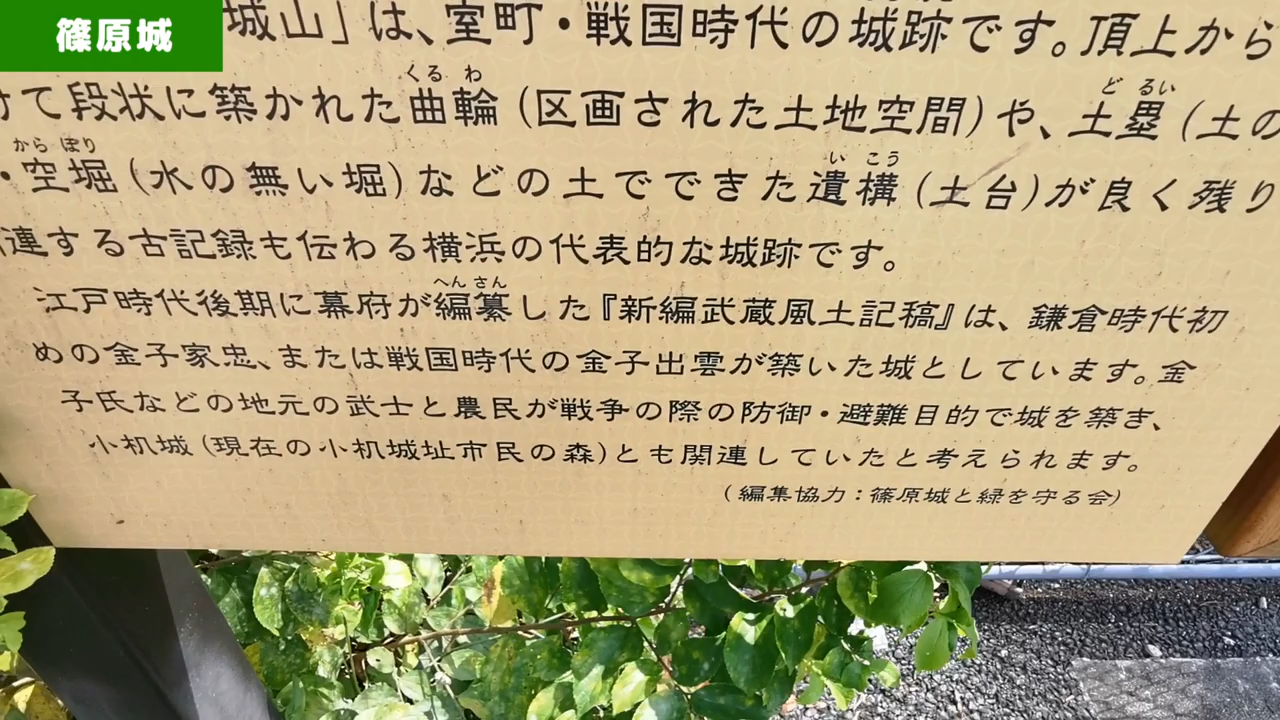 篠原城
城山」は、室町・戦国時代の城跡です。頂上から
けて段状に築かれた曲輪(区画された土地空間)や、土塁(土の
・空堀(水の無い堀)などの土でできた遺構(土台)が良く残り
連する古記録も伝わる横浜の代表的な城跡です。
江戸時代後期に幕府が編纂した『新編武蔵風土記稿』は、鎌倉時代初
めの金子家忠、または戦国時代の金子出雲が築いた城としています。金
子氏などの地元の武士と農民が戦争の際の防御・避難目的で城を築き、
小机城(現在の小机城址市民の森)とも関連していたと考えられます。
(編集協力:篠原城と緑を守る会)